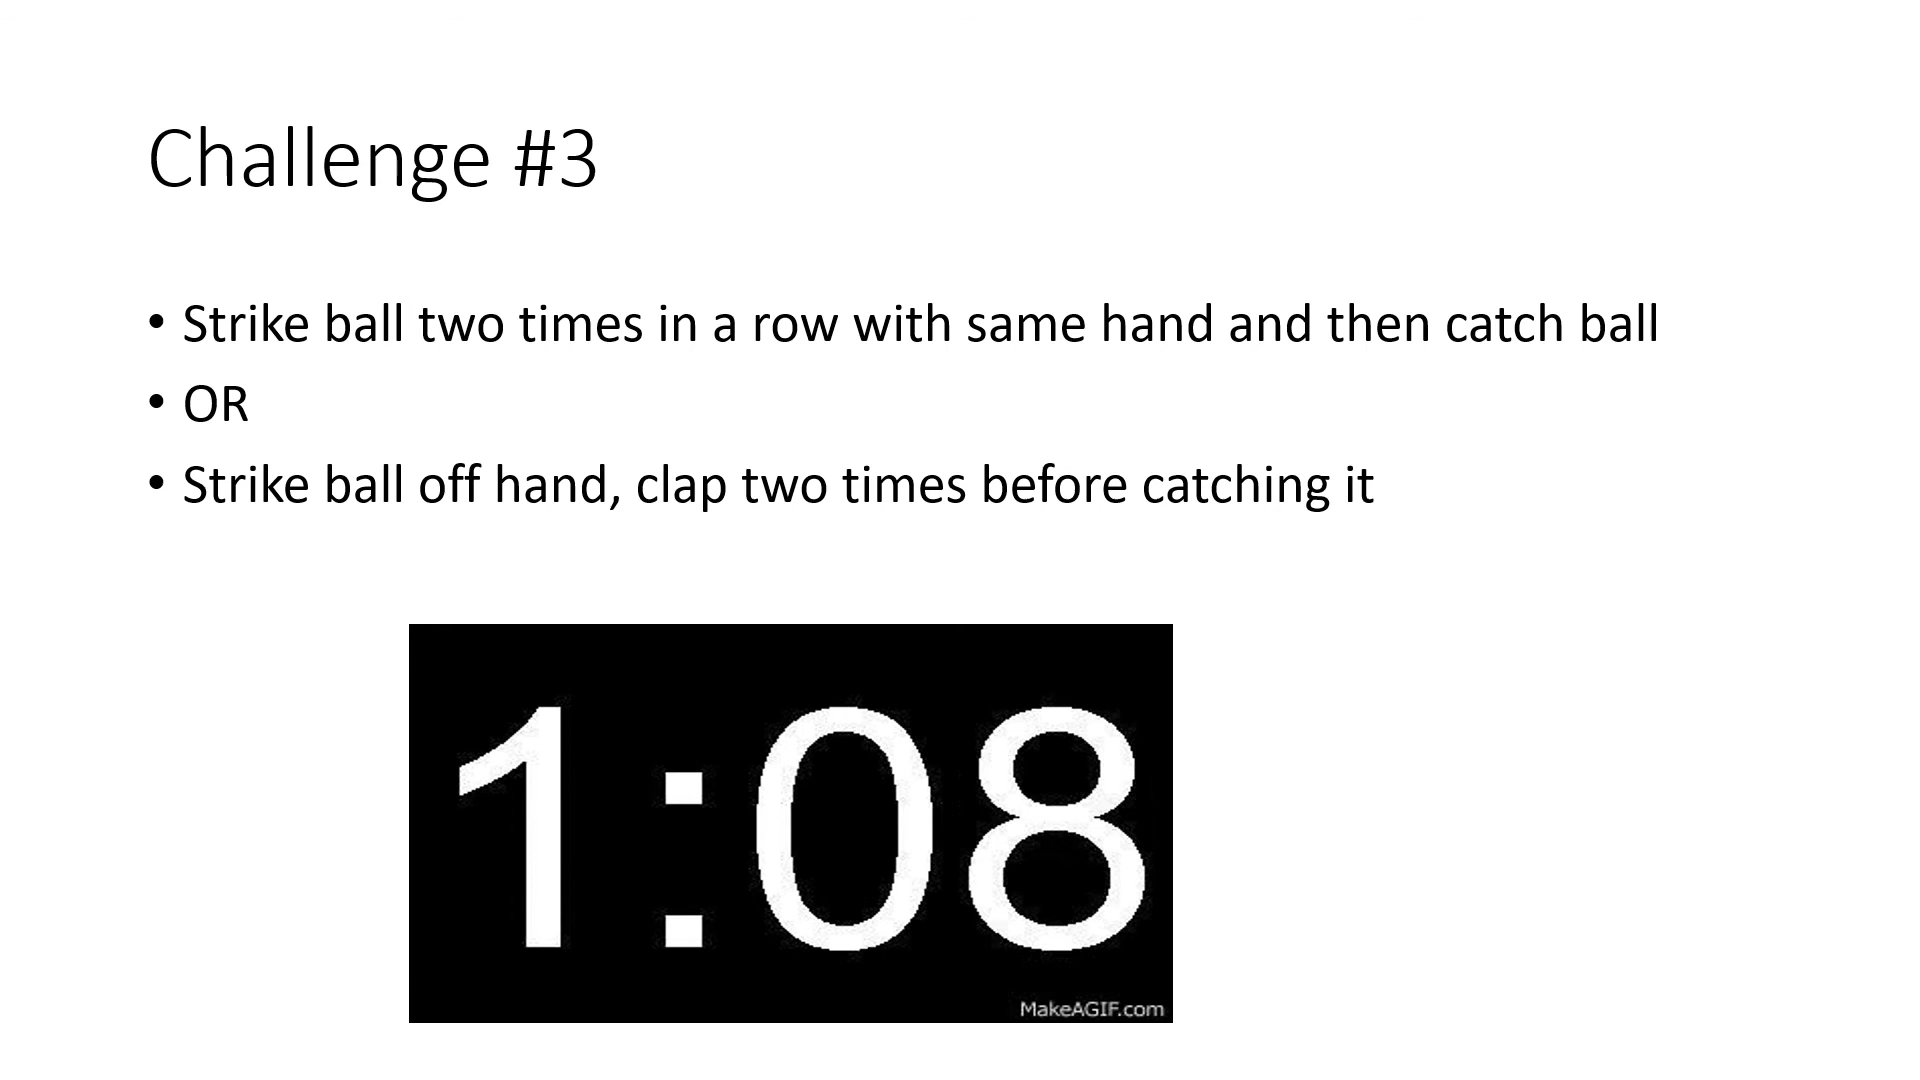 Challenge #3
• Strike ball two times in a row with same hand and then catch ball
• OR
• Strike ball off hand, clap two times before catching it
1:08
MakeAGIF.com